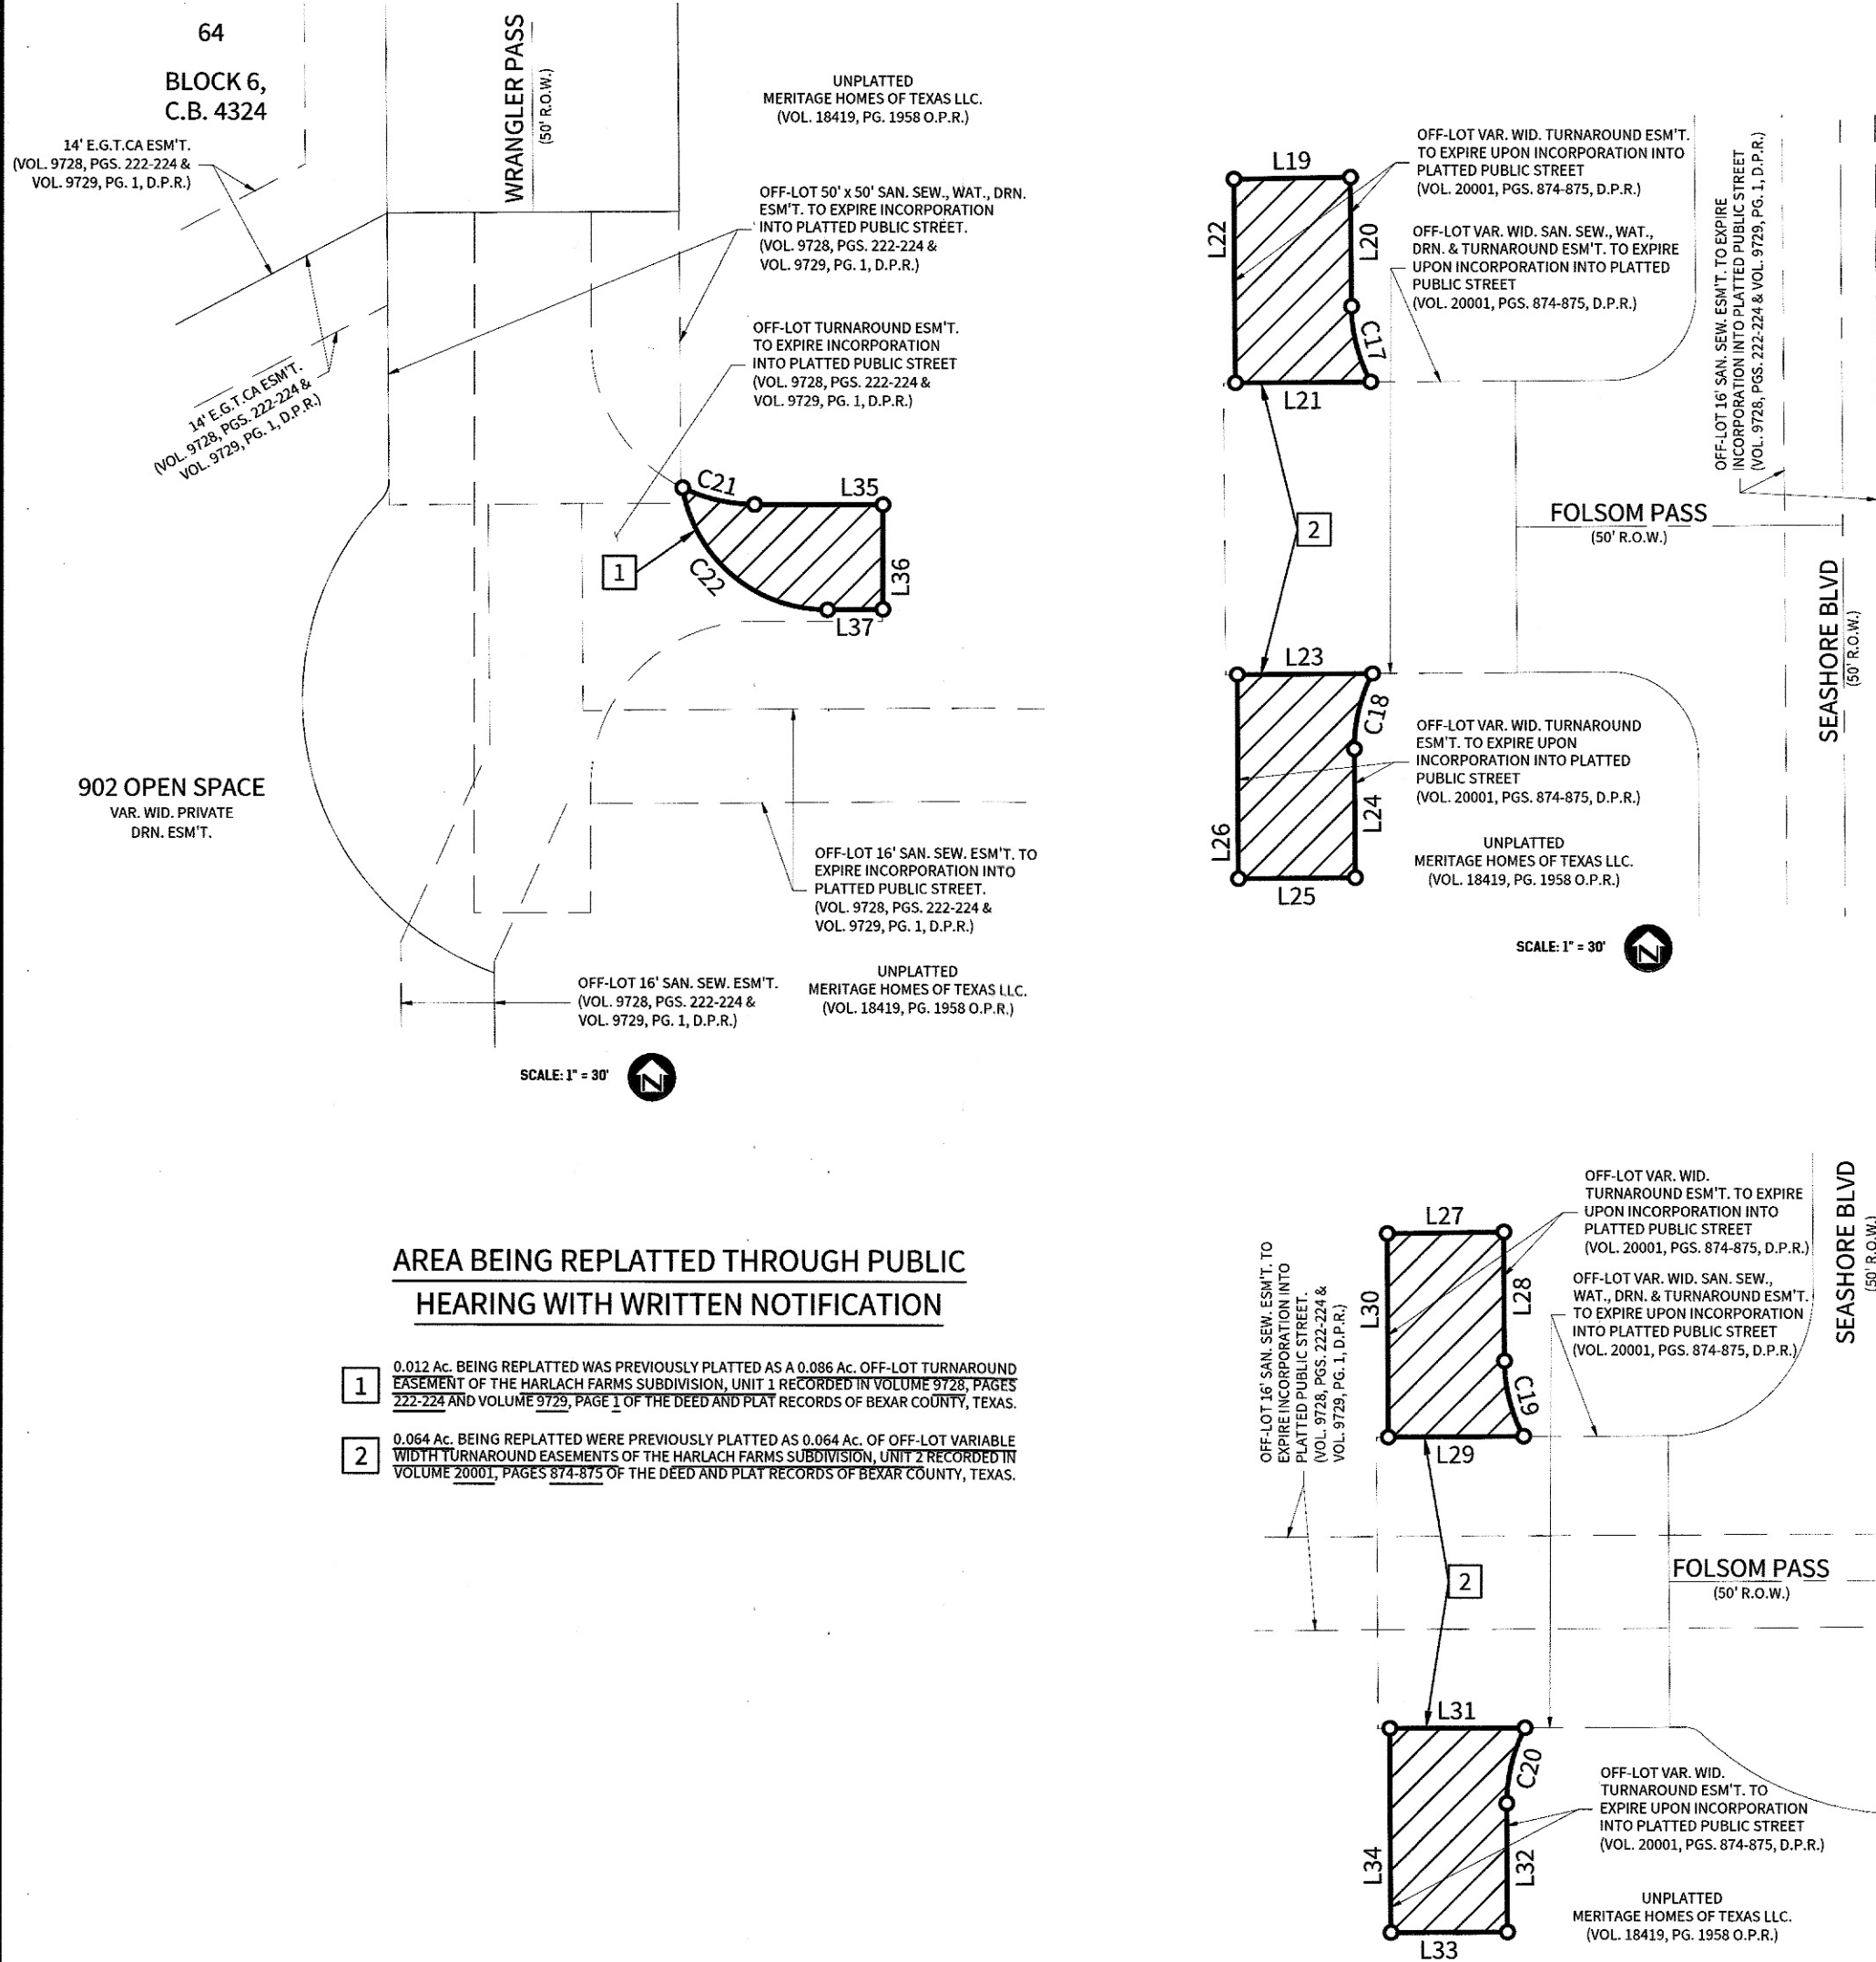 64
BLOCK 6,
C.B. 4324
14' E.G.T.CA ESM'T.
(VOL. 9728, PGS. 222-224 &
VOL. 9729, PG. 1, D.P.R.)
WRANGLER PASS
(50' R.O.W.)
UNPLATTED
MERITAGE HOMES OF TEXAS LLC.
(VOL. 18419, PG. 1958 O.P.R.)
OFF-LOT 50' x 50' SAN. SEW., WAT., DRN.
ESM'T. TO EXPIRE INCORPORATION
INTO PLATTED PUBLIC STREET.
(VOL. 9728, PGS. 222-224 &
VOL. 9729, PG. 1, D.P.R.)
OFF-LOT TURNAROUND ESM'T.
TO EXPIRE INCORPORATION
INTO PLATTED PUBLIC STREET
(VOL. 9728, PGS. 222-224 &
VOL. 9729, PG. 1, D.P.R.)
14' E.G.T.CA ESM'T.
(VOL. 9728, PGS. 222-224 &
VOL. 9729, PG. 1, D.P.R.)
C21
L35
1
C22
L36
L37
902 OPEN SPACE
VAR. WID. PRIVATE
DRN. ESM'T.
OFF-LOT 16' SAN. SEW. ESM'T. TO
EXPIRE INCORPORATION INTO
PLATTED PUBLIC STREET.
(VOL. 9728, PGS. 222-224 &
VOL. 9729, PG. 1, D.P.R.)
OFF-LOT 16' SAN. SEW. ESM'T.
(VOL. 9728, PGS. 222-224 &
VOL. 9729, PG. 1, D.P.R.)
UNPLATTED
MERITAGE HOMES OF TEXAS LLC.
(VOL. 18419, PG. 1958 O.P.R.)
SCALE: 1" = 30'
N
L19
L22
L20
C17
L21
OFF-LOT VAR. WID. TURNAROUND ESM'T.
TO EXPIRE UPON INCORPORATION INTO
PLATTED PUBLIC STREET
(VOL. 20001, PGS. 874-875, D.P.R.)
OFF-LOT VAR. WID. SAN. SEW., WAT.,
DRN. & TURNAROUND ESM'T. TO EXPIRE
UPON INCORPORATION INTO PLATTED
PUBLIC STREET
(VOL. 20001, PGS. 874-875, D.P.R.)
OFF-LOT 16' SAN. SEW. ESM'T. TO EXPIRE
INCORPORATION INTO PLATTED PUBLIC STREET
(VOL. 9728, PGS. 222-224 & VOL. 9729, PG. 1, D.P.R.)
2
FOLSOM PASS
(50' R.O.W.)
SEASHORE BLVD
(50' R.O.W.)
L23
C18
L26
L24
L25
OFF-LOT VAR. WID. TURNAROUND
ESM'T. TO EXPIRE UPON
INCORPORATION INTO PLATTED
PUBLIC STREET
(VOL. 20001, PGS. 874-875, D.P.R.)
UNPLATTED
MERITAGE HOMES OF TEXAS LLC.
(VOL. 18419, PG. 1958 O.P.R.)
SCALE: 1" = 30'
N
AREA BEING REPLATTED THROUGH PUBLIC
HEARING WITH WRITTEN NOTIFICATION
1
0.012 Ac. BEING REPLATTED WAS PREVIOUSLY PLATTED AS A 0.086 Ac. OFF-LOT TURNAROUND
EASEMENT OF THE HARLACH FARMS SUBDIVISION, UNIT 1 RECORDED IN VOLUME 9728, PAGES
222-224 AND VOLUME 9729, PAGE 1 OF THE DEED AND PLAT RECORDS OF BEXAR COUNTY, TEXAS.
2
0.064 Ac. BEING REPLATTED WERE PREVIOUSLY PLATTED AS 0.064 Ac. OF OFF-LOT VARIABLE
WIDTH TURNAROUND EASEMENTS OF THE HARLACH FARMS SUBDIVISION, UNIT 2 RECORDED IN
VOLUME 20001, PAGES 874-875 OF THE DEED AND PLAT RECORDS OF BEXAR COUNTY, TEXAS.
OFF-LOT 16' SAN. SEW. ESM'T. TO
EXPIRE INCORPORATION INTO
PLATTED PUBLIC STREET.
(VOL. 9728, PGS. 222-224 &
VOL. 9729, PG. 1, D.P.R.)
L27
L30
L28
C19
L29
OFF-LOT VAR. WID.
TURNAROUND ESM'T. TO EXPIRE
UPON INCORPORATION INTO
PLATTED PUBLIC STREET
(VOL. 20001, PGS. 874-875, D.P.R.)
OFF-LOT VAR. WID. SAN. SEW.,
WAT., DRN. & TURNAROUND ESM'T.
TO EXPIRE UPON INCORPORATION
INTO PLATTED PUBLIC STREET
(VOL. 20001, PGS. 874-875, D.P.R.)
SEASHORE BLVD
(50' R.O.W.)
2
FOLSOM PASS
(50' R.O.W.)
L31
C20
L34
L32
L33
OFF-LOT VAR. WID.
TURNAROUND ESM'T. TO
EXPIRE UPON INCORPORATION
INTO PLATTED PUBLIC STREET
(VOL. 20001, PGS. 874-875, D.P.R.)
UNPLATTED
MERITAGE HOMES OF TEXAS LLC.
(VOL. 18419, PG. 1958 O.P.R.)